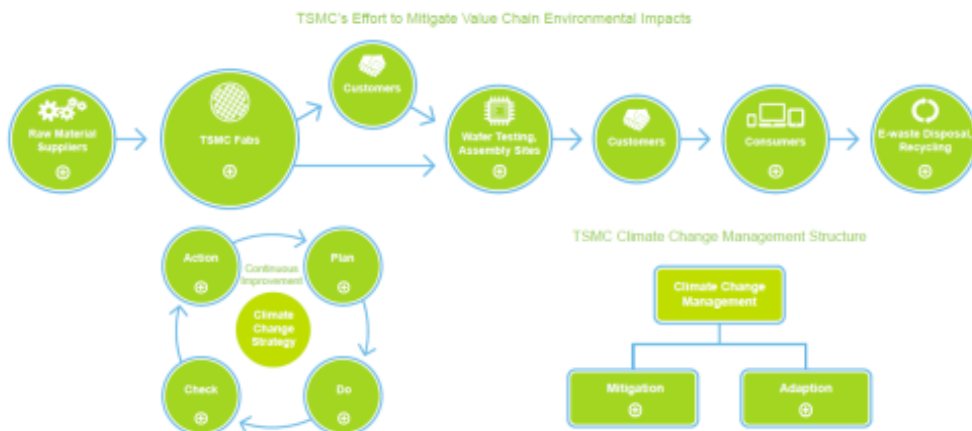 TSMC's Effort to Mitigate Value Chain Environmental Impacts
Customers
Raw Material
Suppliers
TSMC Fabs
Wafer Testing,
Assembly Sites
Customers
Consumers
E-waste Disposal,
Recycling
TSMC Climate Change Management Structure
Action
Plan
Continuous
Improvement
Climate
Change
Strategy
Check
Do
Climate Change
Management
Mitigation
Adaption